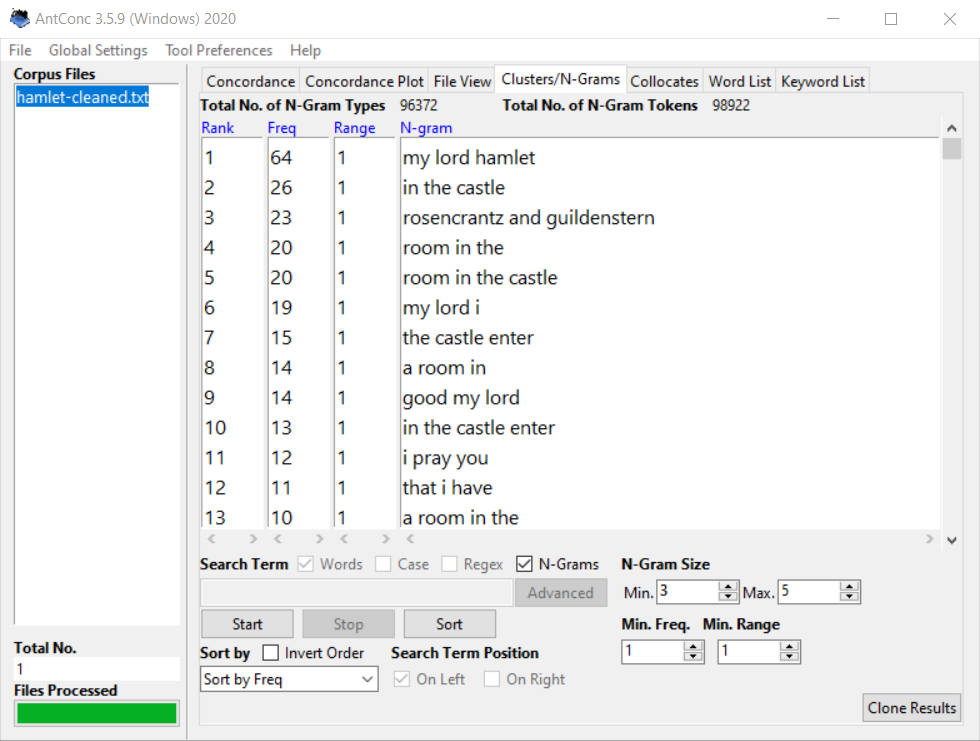 AntConc 3.5.9 (Windows) 2020
File Global Settings Tool Preferences Help
Corpus Files
hamlet-cleaned.txt
Concordance Concordance Plot File View Clusters/N-Grams Collocates Word List Keyword List
Total No. of N-Gram Types 96372 Total No. of N-Gram Tokens 98922
Rank Freq Range N-gram
1 64 1 my lord hamlet
2 26 1 in the castle
3 23 1 rosencrantz and guildenstern
4 20 1 room in the
5 20 1 room in the castle
6 19 1 my lord i
7 15 1 the castle enter
8 14 1 a room in
9 14 1 good my lord
10 13 1 in the castle enter
11 12 1 i pray you
12 11 1 that i have
13 10 1 a room in the
Search Term Words Case Regex N-Grams N-Gram Size
Advanced Min. 3 Max. 5
Start Stop Sort Min. Freq. Min. Range
1 1
Sort by Invert Order Search Term Position
Sort by Freq On Left On Right
Clone Results
Total No.
1
Files Processed